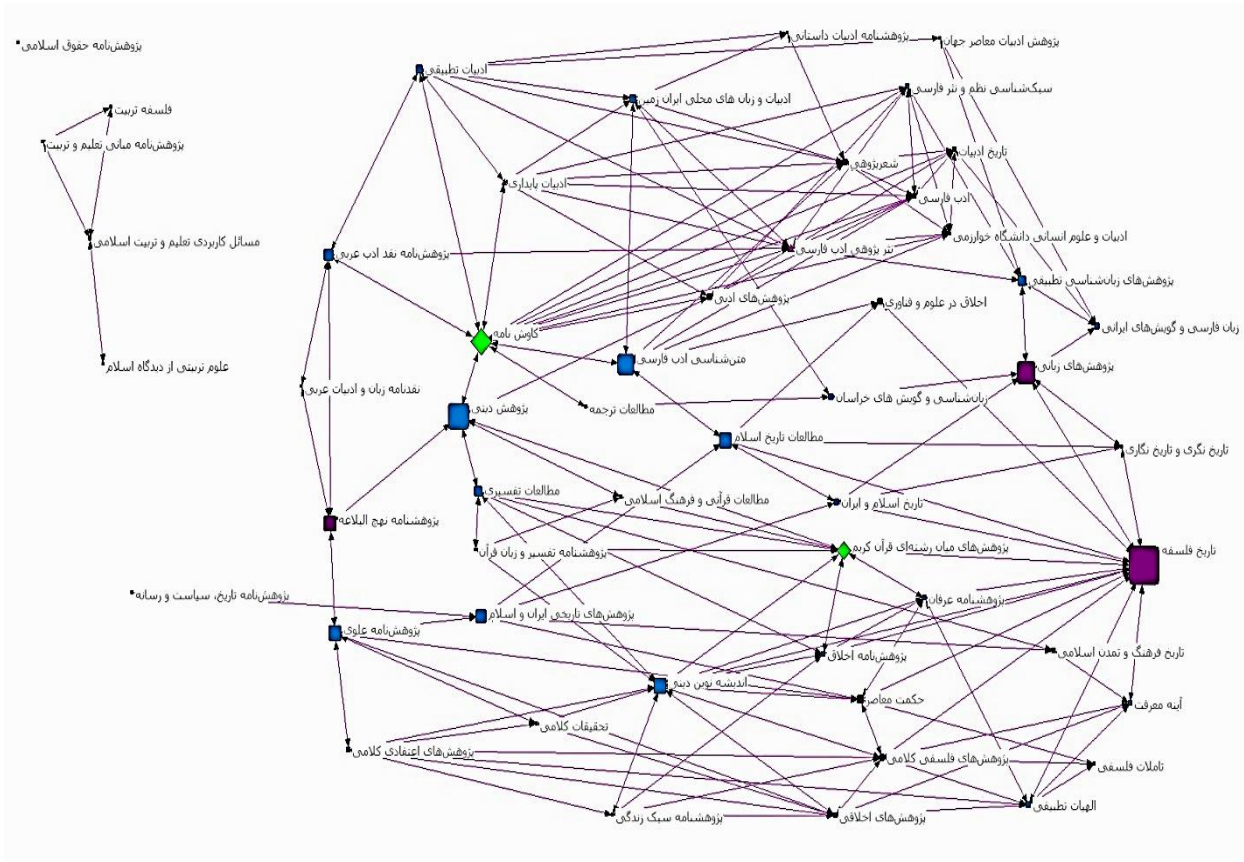 پژوهش‌نامه حقوق اسلامی
پژوهشنامه ادبیات داستانی
پژوهش ادبیات معاصر جهان
ادبیات تطبیقی
سبک‌شناسی نظم و نثر فارسی
ادبیات و زبان های محلی ایران زمین
فلسفه تربیت
پژوهش‌نامه مبانی تعلیم و تربیت
تاریخ ادبیات
شعرپژوهی
ادبیات پایداری
ادب فارسی
ادبیات و علوم انسانی دانشگاه خوارزمی
مسائل کاربردی تعلیم و تربیت اسلامی
نثر پژوهی ادب فارسی
پژوهش‌نامه نقد ادب عربی
پژوهش‌های زبان‌شناسی تطبیقی
پژوهش‌های ادبی
اخلاق در علوم و فناوری
زبان فارسی و گویش‌های ایرانی
کاوش نامه
متن‌شناسی ادب فارسی
علوم تربیتی از دیدگاه اسلام
پژوهش‌های زبانی
نقدنامه زبان و ادبیات عربی
زبان‌شناسی و گویش های خراسان
پژوهش دینی
مطالعات ترجمه
مطالعات تاریخ اسلام
تاریخ نگری و تاریخ نگاری
مطالعات تفسیری
مطالعات قرآنی و فرهنگ اسلامی
تاریخ اسلام و ایران
پژوهشنامه نهج البلاغه
پژوهشنامه تفسیر و زبان قرآن
پژوهش‌های میان رشته‌ای قرآن کریم
تاریخ فلسفه
پژوهش‌نامه تاریخ، سیاست و رسانه
پژوهشنامه عرفان
پژوهش‌های تاریخی ایران و اسلام
پژوهش‌نامه علوی
پژوهش‌نامه اخلاق
تاریخ فرهنگ و تمدن اسلامی
اندیشه نوین دینی
حکمت معاصر
آینه معرفت
تحقیقات کلامی
پژوهش‌های اعتقادی کلامی
پژوهش‌های فلسفی کلامی
تاملات فلسفی
الهیات تطبیقی
پژوهشنامه سبک زندگی
پژوهش‌های اخلاقی